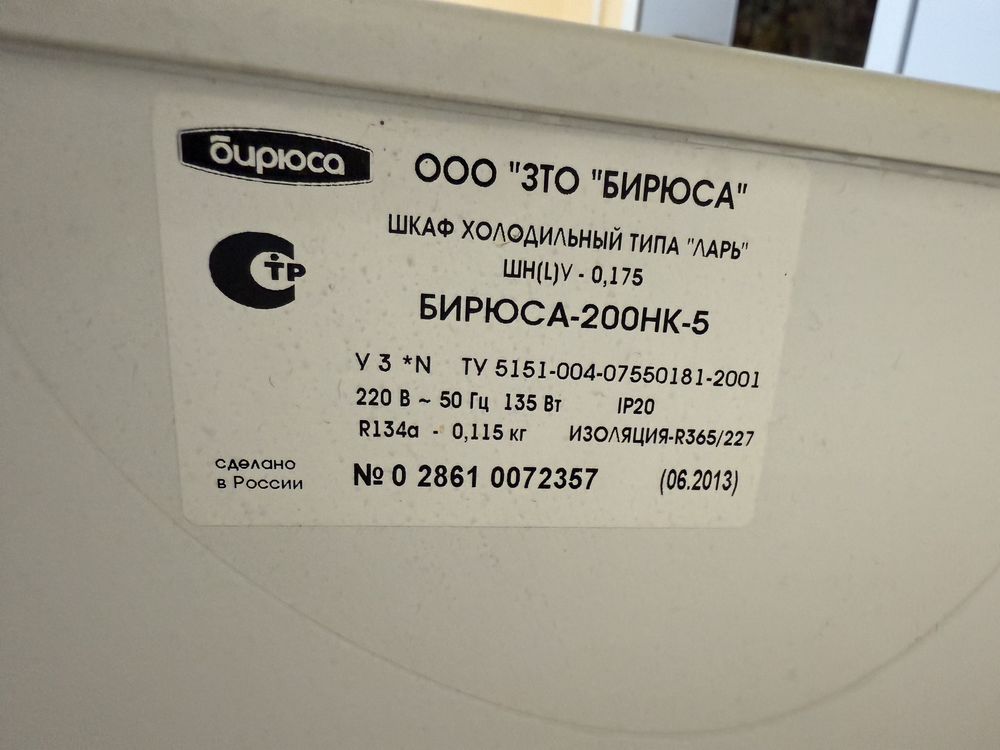 бирюса
ООО "ЗТО "БИРЮСА"
ШКАФ ХОЛОДИЛЬНЫЙ ТИПА "ЛАРЬ"
ШН(L)V - 0,175
БИРЮСА-200НК-5
У 3 *N ТУ 5151-004-07550181-2001
220 В ~ 50 Гц 135 Вт IP20
R134a - 0,115 кг ИЗОЛЯЦИЯ-R365/227
сделано
в России
№ 0 2861 0072357 (06.2013)